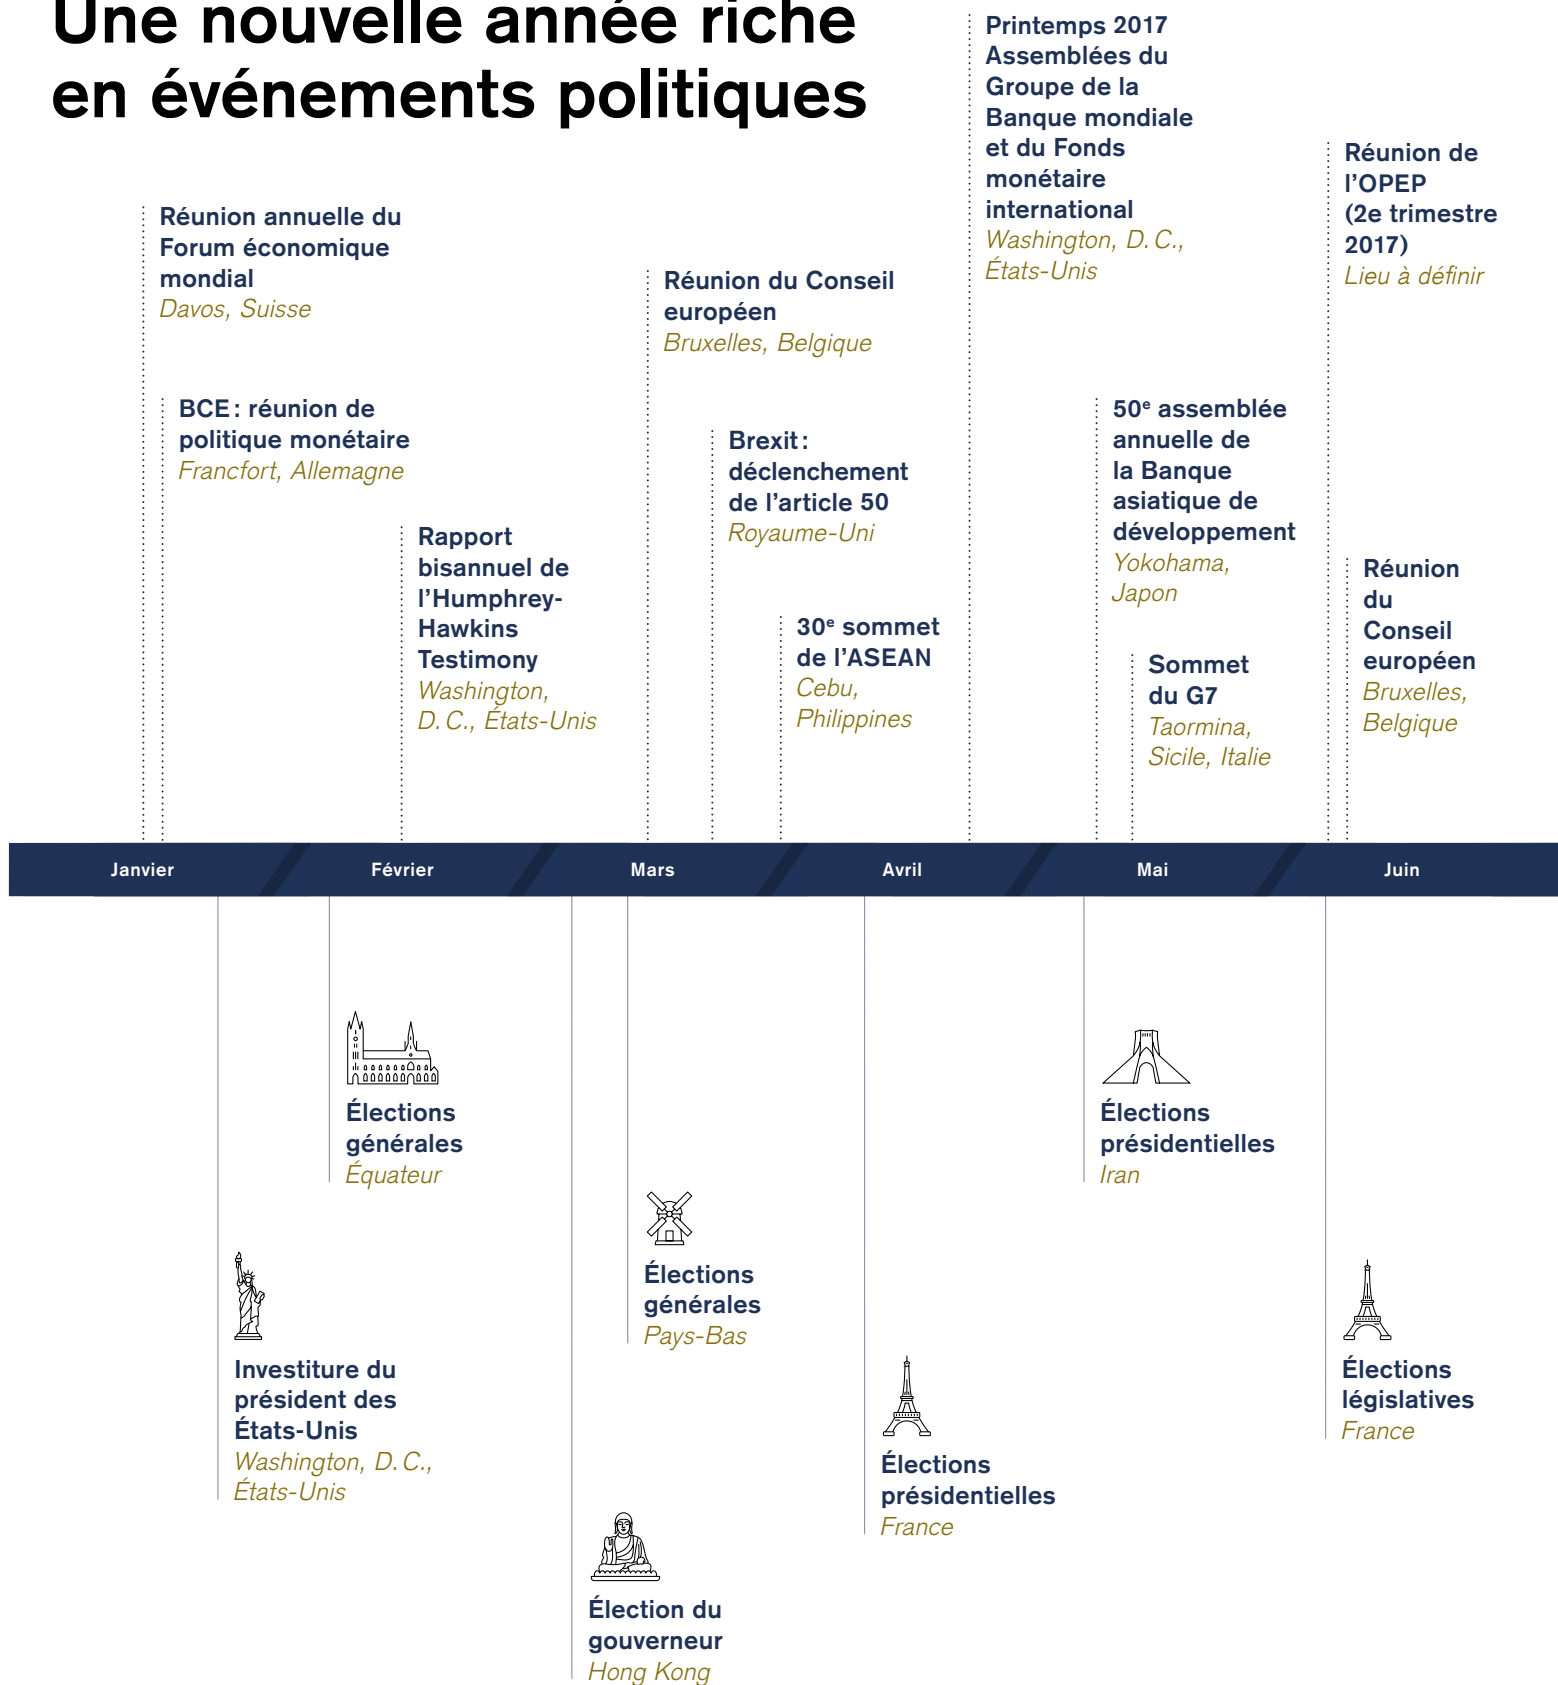 Une nouvelle année riche
en événements politiques
Printemps 2017
Assemblées du
Groupe de la
Banque mondiale
et du Fonds
monétaire
international
Washington, D. C.,
États-Unis
Réunion de
l’OPEP
(2e trimestre
2017)
Lieu à définir
Réunion annuelle du
Forum économique
mondial
Davos, Suisse
Réunion du Conseil
européen
Bruxelles, Belgique
BCE : réunion de
politique monétaire
Francfort, Allemagne
Brexit :
déclenchement
de l’article 50
Royaume-Uni
50e assemblée
annuelle de
la Banque
asiatique de
développement
Yokohama,
Japon
Rapport
bisannuel de
l’Humphrey-
Hawkins
Testimony
Washington,
D. C., États-Unis
30e sommet
de l’ASEAN
Cebu,
Philippines
Sommet
du G7
Taormina,
Sicile, Italie
Réunion
du
Conseil
européen
Bruxelles,
Belgique
Janvier
Février
Mars
Avril
Mai
Juin
Élections
générales
Équateur
Élections
présidentielles
Iran
Élections
générales
Pays-Bas
Investiture du
président des
États-Unis
Washington, D. C.,
États-Unis
Élections
législatives
France
Élections
présidentielles
France
Élection du
gouverneur
Hong Kong